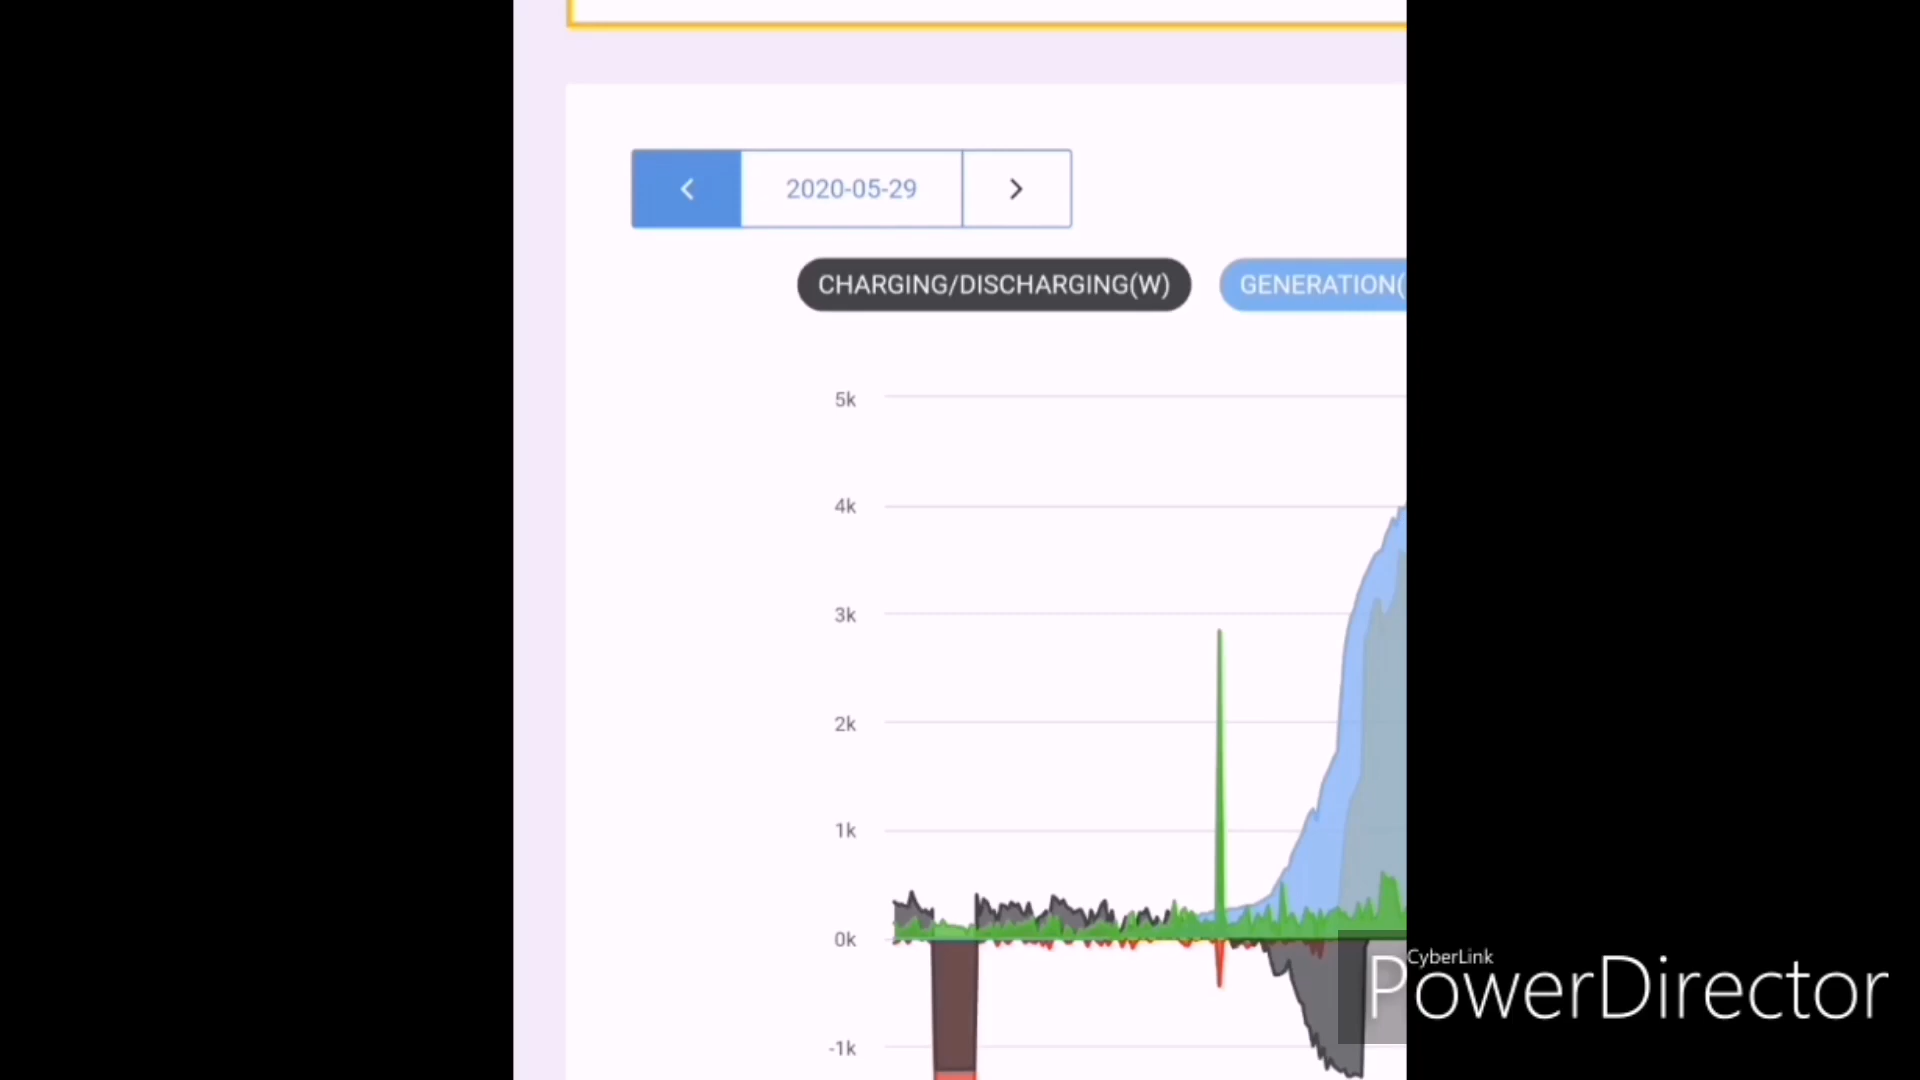 2020-05-29
CHARGING/DISCHARGING(W) GENERATION(
5k
4k
3k
2k
1k
0k
-1k
CyberLink
PowerDirector